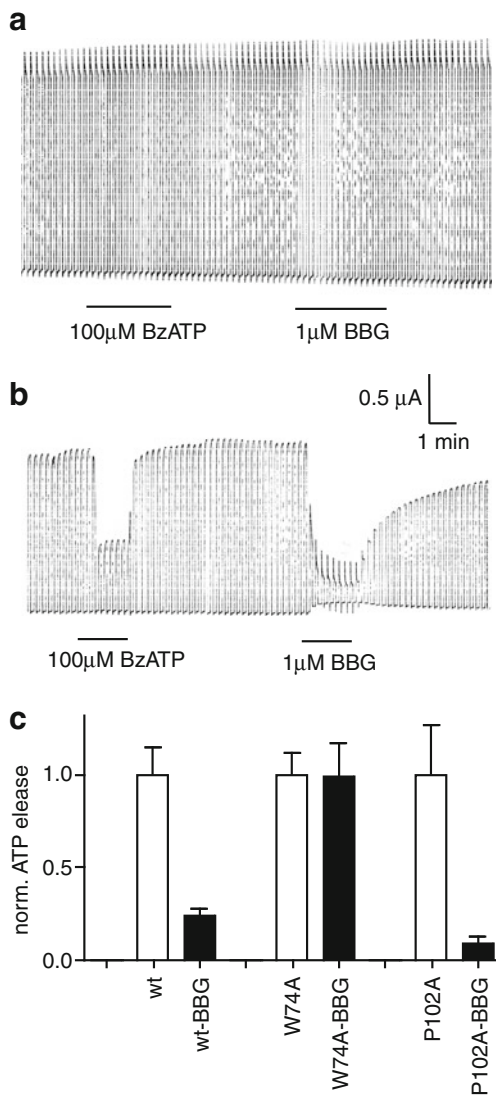 a
100µM BzATP
1µM BBG
b
0.5 µA
1 min
100µM BzATP
1µM BBG
c
norm. ATP elease
1.0
0.5
0.0
wt
wt-BBG
W74A
W74A-BBG
P102A
P102A-BBG